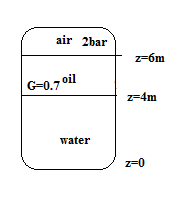 air 2bar
z=6m
G=0.7 oil
z=4m
water
z=0